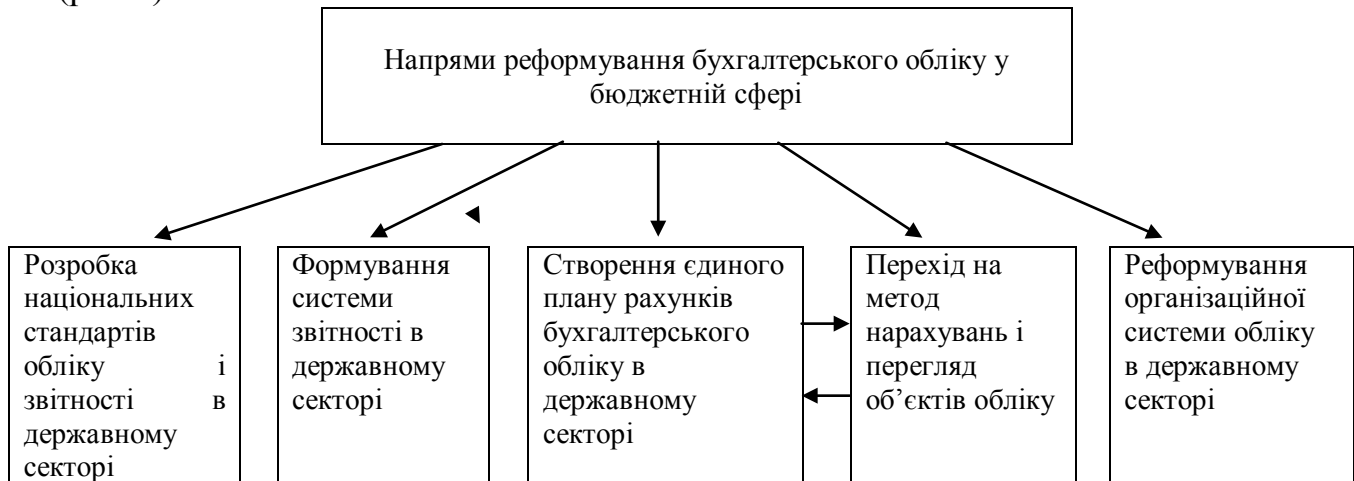 Напрями реформування бухгалтерського обліку у
бюджетній сфері
Розробка
національних
стандартів
обліку і
звітності в
державному
секторі
Формування
системи
звітності в
державному
секторі
Створення єдиного
плану рахунків
бухгалтерського
обліку в
державному
секторі
Перехід на
метод
нарахувань і
перегляд
об’єктів обліку
Реформування
організаційної
системи обліку
в державному
секторі